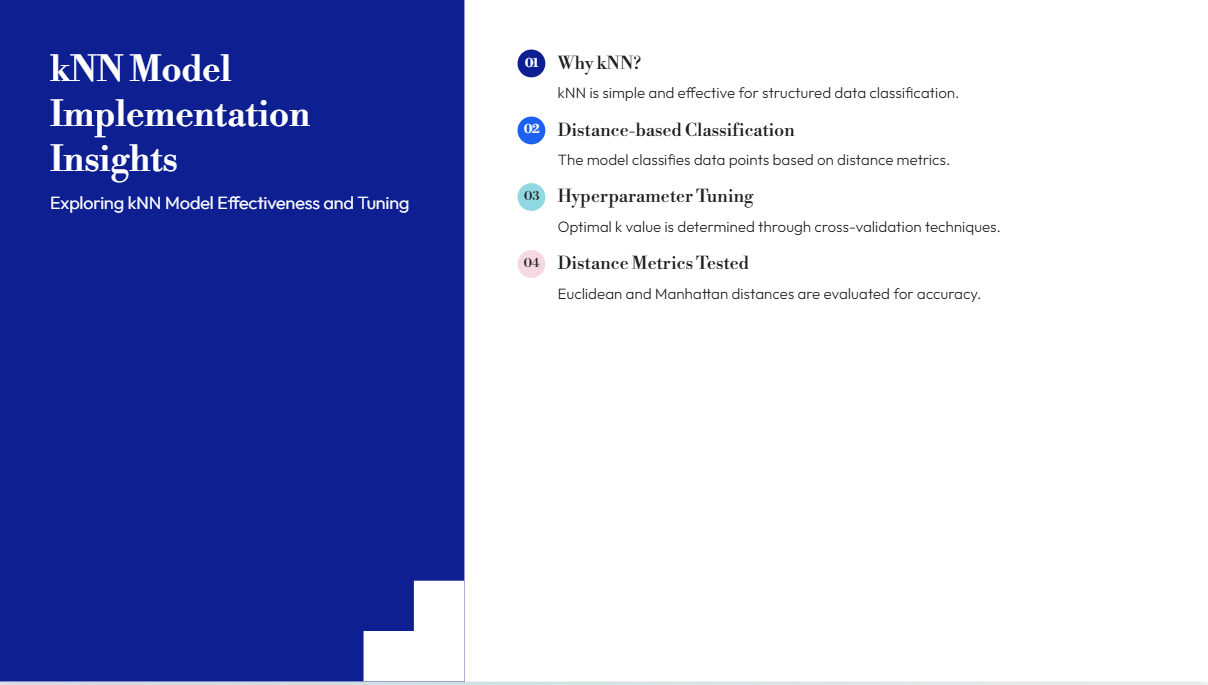 kNN Model
Implementation
Insights
Exploring kNN Model Effectiveness and Tuning
01 Why kNN?
kNN is simple and effective for structured data classification.
02 Distance-based Classification
The model classifies data points based on distance metrics.
03 Hyperparameter Tuning
Optimal k value is determined through cross-validation techniques.
04 Distance Metrics Tested
Euclidean and Manhattan distances are evaluated for accuracy.